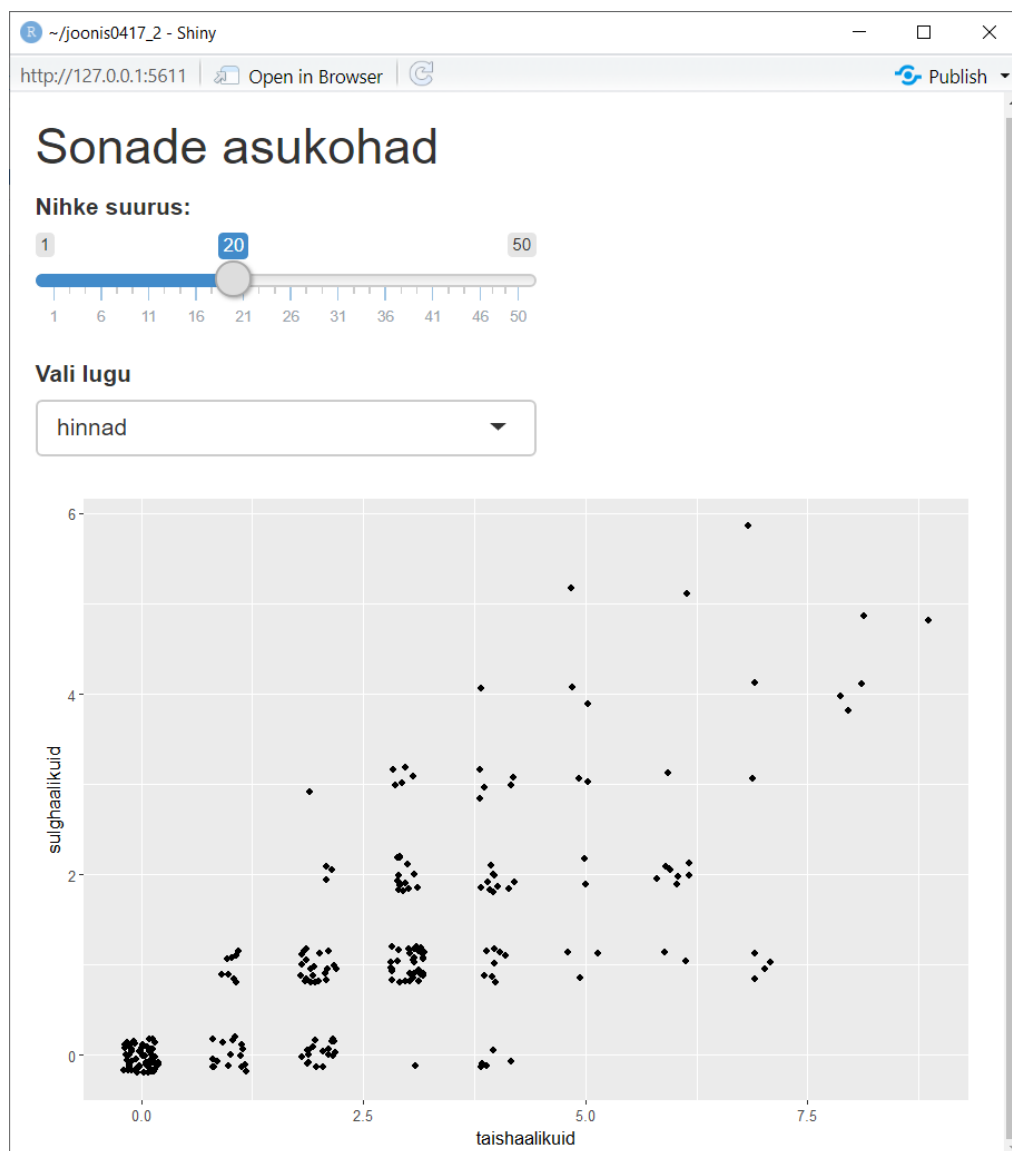 R ~/joonis0417_2 - Shiny
http://127.0.0.1:5611 Open in Browser Publish
Sonade asukohad
Nihke suurus:
1 20 50
1 6 11 16 21 26 31 36 41 46 50
Vali lugu
hinnad
6
4
sulghaalikuid
2
0
0.0 2.5 5.0 7.5
taishaalikuid